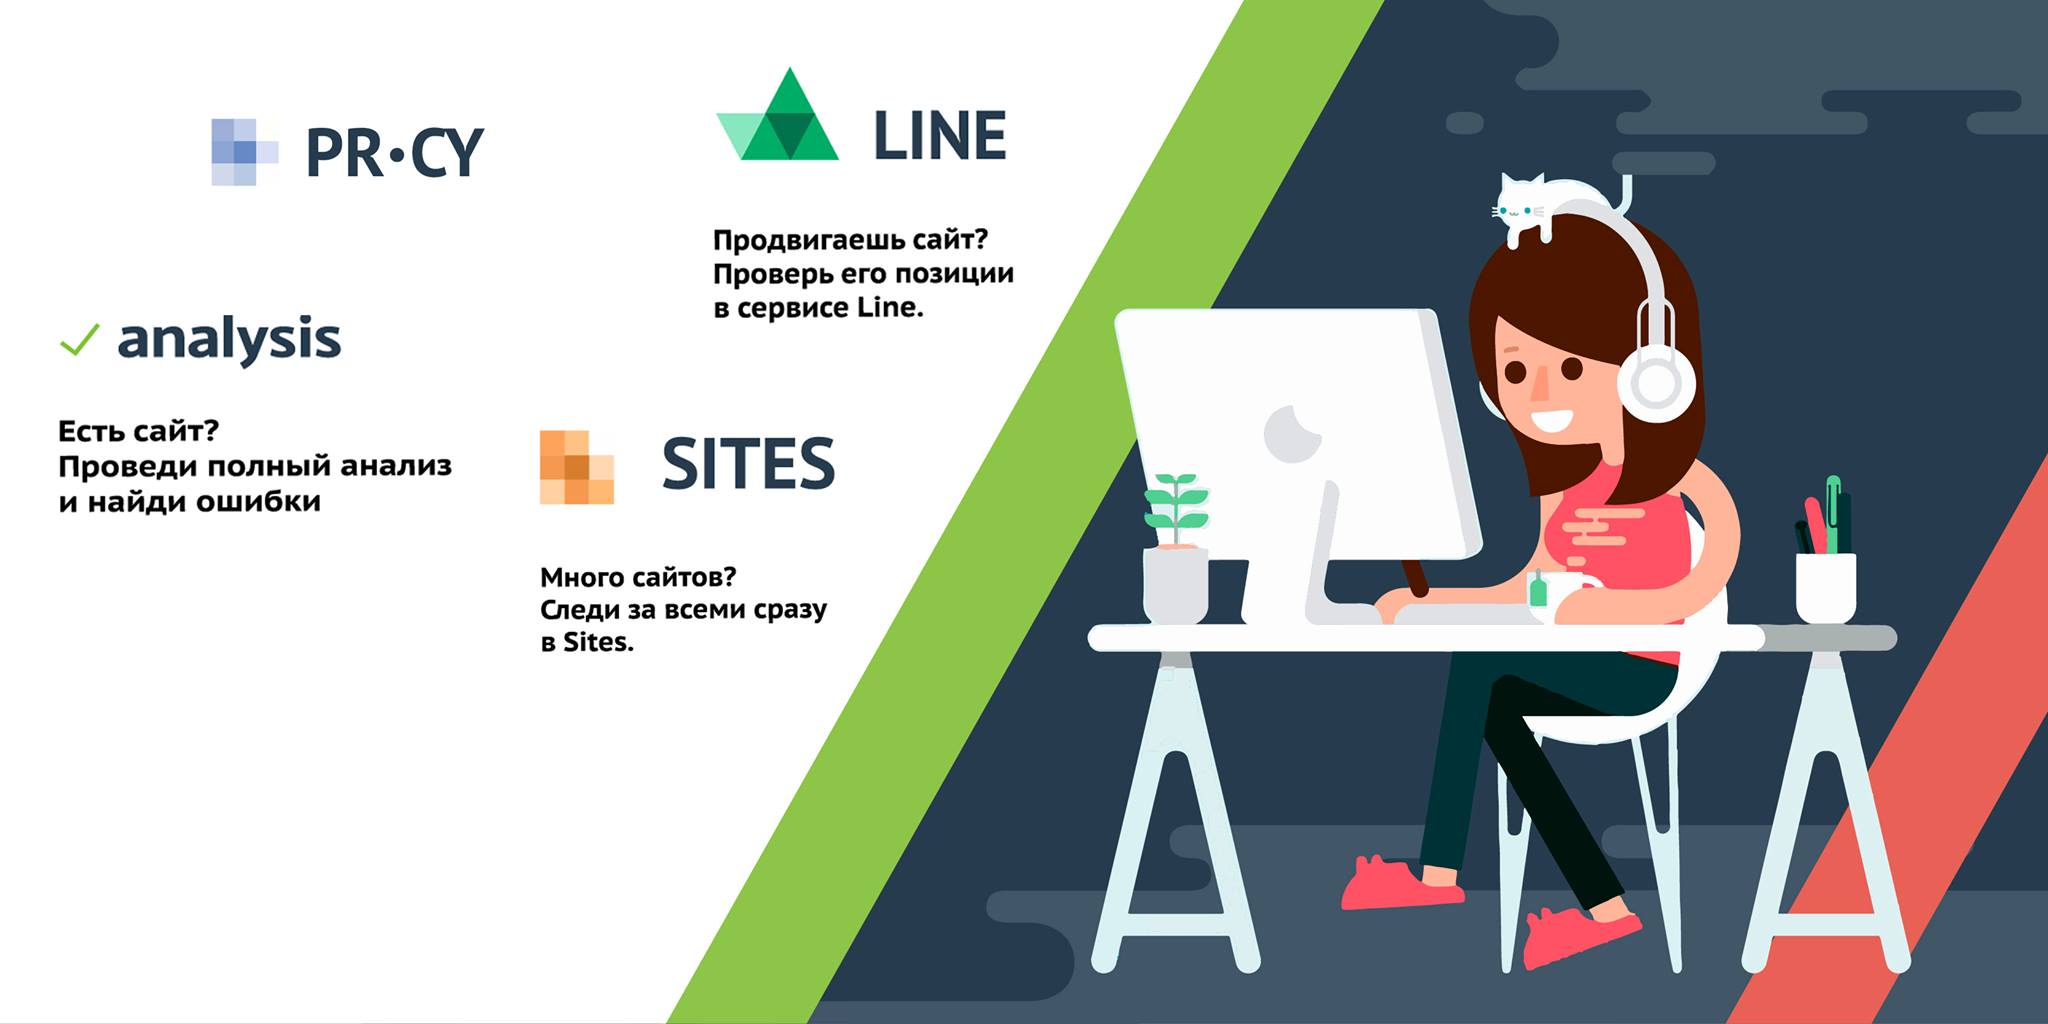 PR•CY
LINE
Продвигаешь сайт?
Проверь его позиции
в сервисе Line.
analysis
Есть сайт?
Проведи полный анализ
и найди ошибки
SITES
Много сайтов?
Следи за всеми сразу
в Sites.